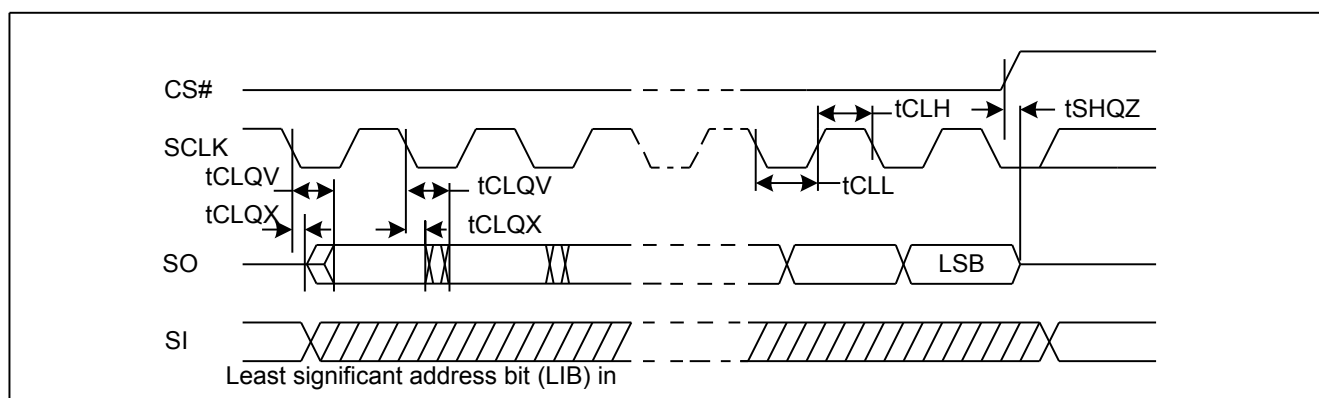 CS#
tCLH
tSHQZ
SCLK
tCLQV
tCLQV
tCLL
tCLQX
tCLQX
SO
LSB
SI
Least significant address bit (LIB) in